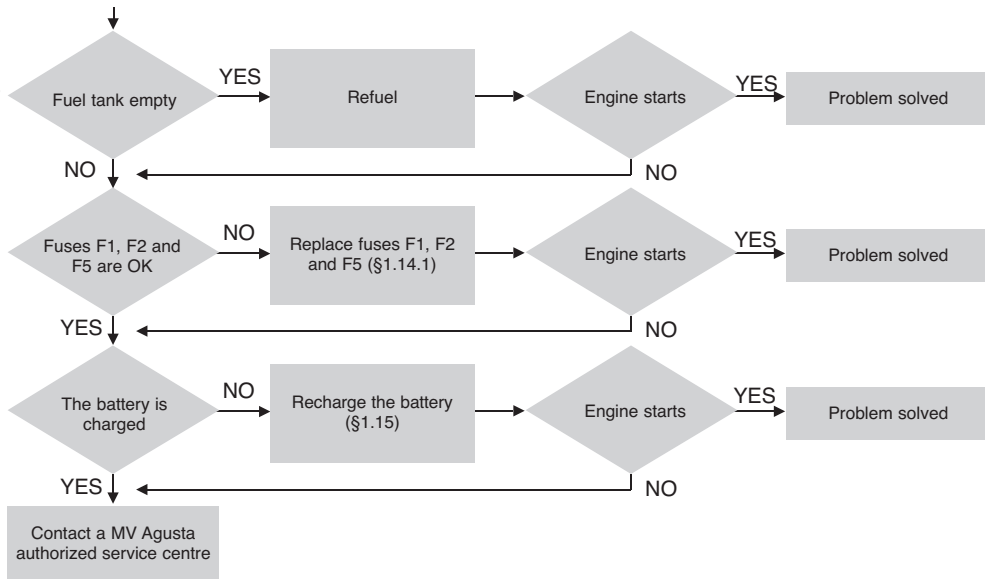 YES
YES
Fuel tank empty
Refuel
Engine starts
Problem solved
NO
NO
Fuses F1, F2 and
F5 are OK
NO
Replace fuses F1, F2
and F5 (§1.14.1)
Engine starts
YES
Problem solved
YES
NO
The battery is
charged
NO
Recharge the battery
(§1.15)
Engine starts
YES
Problem solved
YES
NO
Contact a MV Agusta
authorized service centre